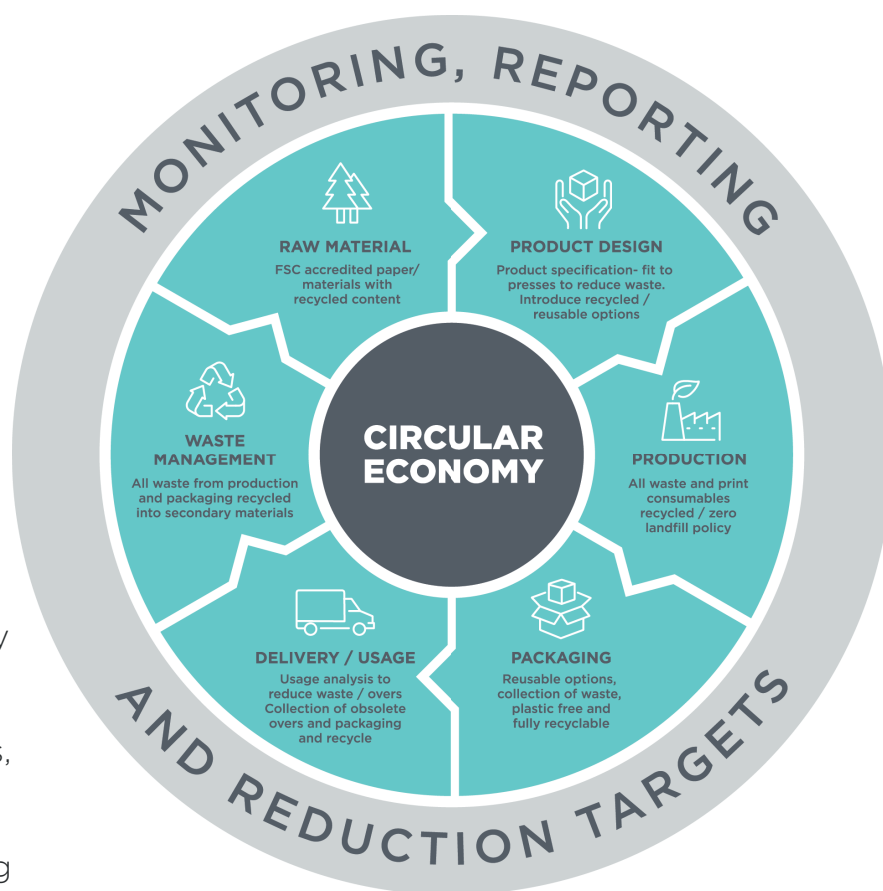 MONITORING, REPORTING
AND REDUCTION TARGETS
CIRCULAR
ECONOMY
RAW MATERIAL
FSC accredited paper/
materials with
recycled content
PRODUCT DESIGN
Product specification- fit to
presses to reduce waste.
Introduce recycled /
reusable options
PRODUCTION
All waste and print
consumables
recycled / zero
landfill policy
PACKAGING
Reusable options,
collection of waste,
plastic free and
fully recyclable
DELIVERY / USAGE
Usage analysis to
reduce waste / overs
Collection of obsolete
overs and packaging
and recycle
WASTE
MANAGEMENT
All waste from production
and packaging recycled
into secondary materials